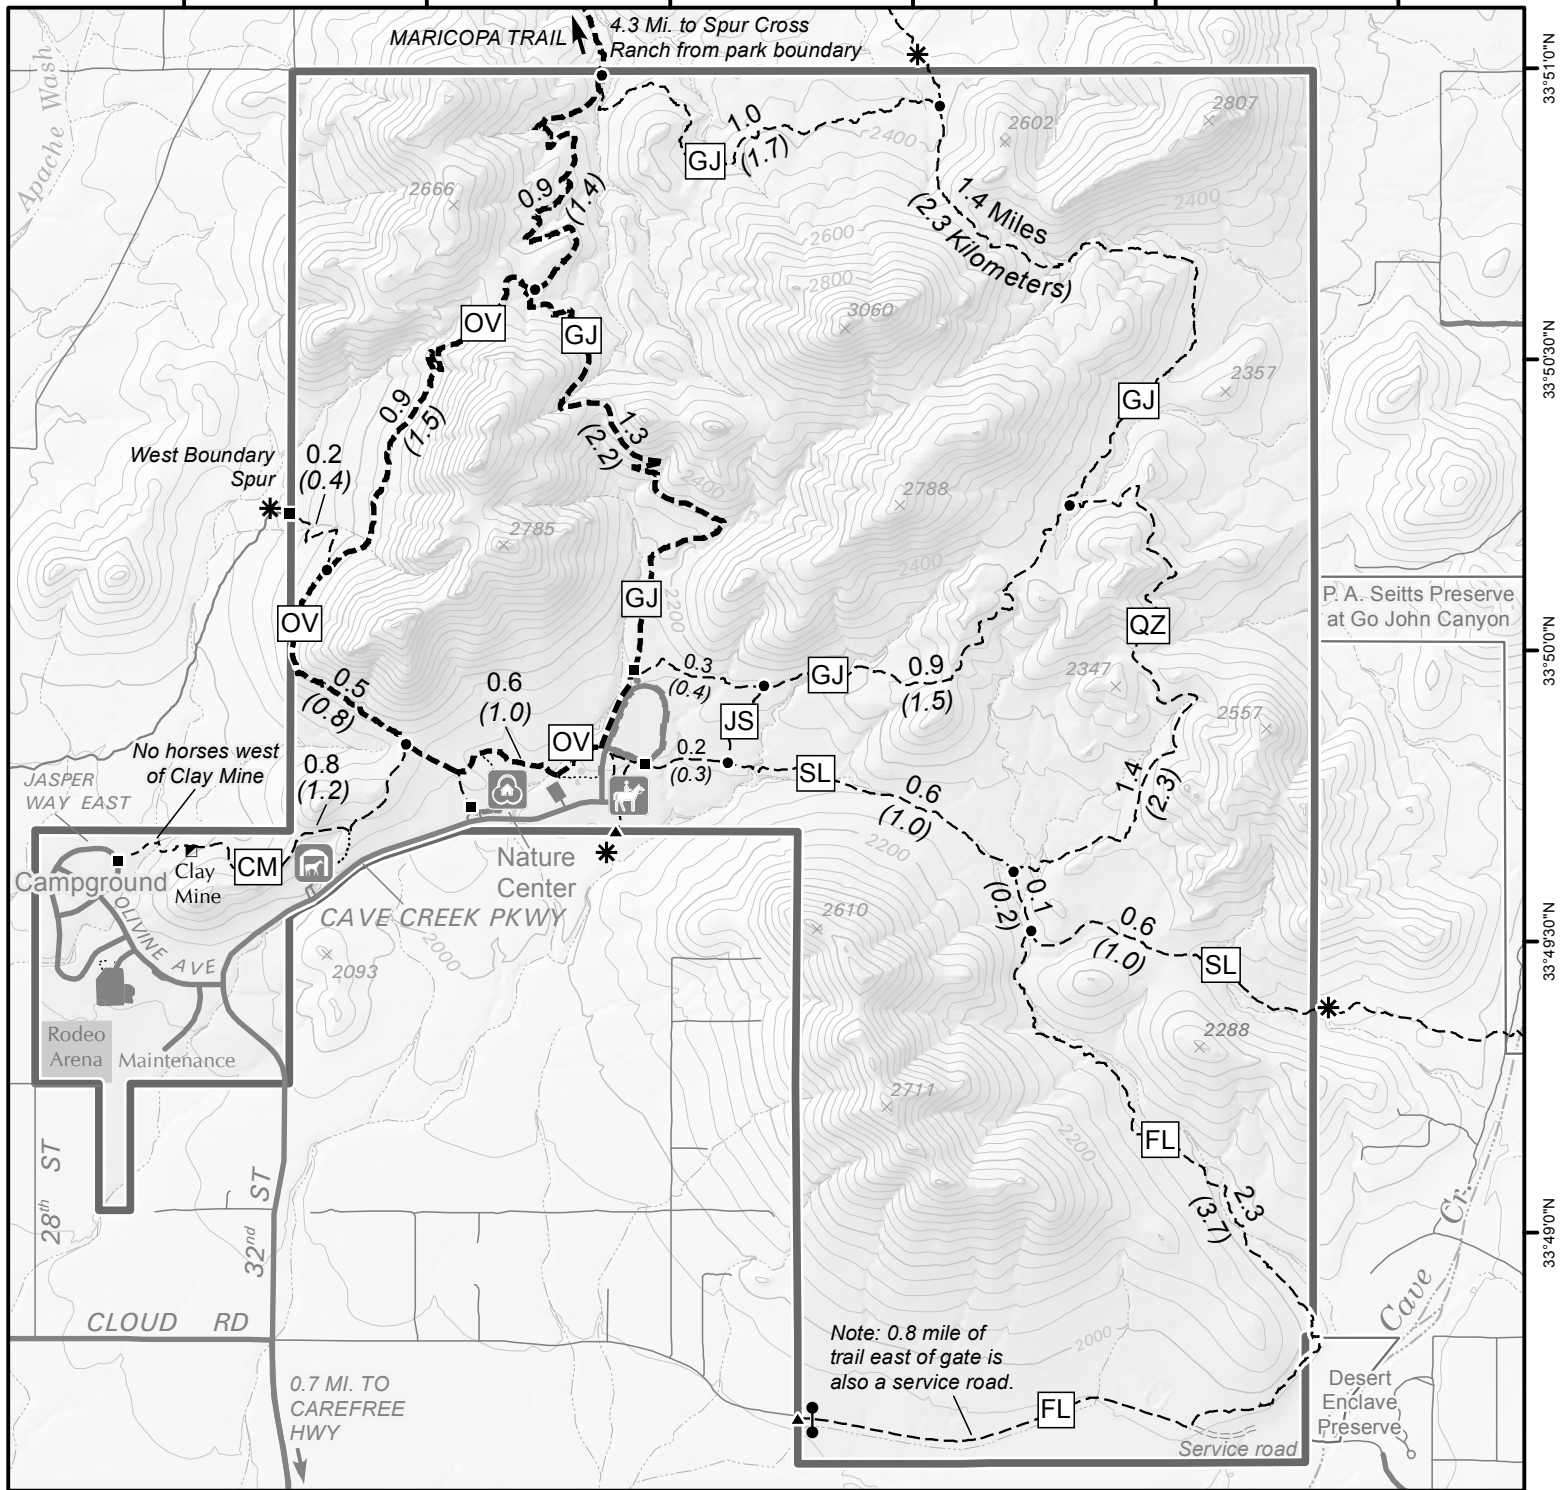 MARICOPA TRAIL
4.3 Mi. to Spur Cross
Ranch from park boundary
33°51'0"N
Apache Wash
2666
0.9
(1.4)
1.0
(1.7)
GJ
2400
2602
2807
2400
1.4 Miles
(2.3 Kilometers)
2600
2800
3060
OV
GJ
33°50'30"N
2357
GJ
0.9
(1.5)
1.3
(2.2)
West Boundary
Spur
0.2
(0.4)
2400
2788
2785
2400
GJ
2200
P. A. Seitts Preserve
at Go John Canyon
OV
QZ
33°50'0"N
0.5
(0.8)
0.6
(1.0)
0.3
(0.4)
GJ
0.9
(1.5)
2347
2557
JS
OV
0.2
(0.3)
SL
No horses west
of Clay Mine
JASPER
WAY EAST
0.8
(1.2)
0.6
(1.0)
1.4
(2.3)
2200
Campground
Clay
Mine
CM
Nature
Center
CAVE CREEK PKWY
OLIVINE AVE
2000
2093
2610
0.1
(0.2)
0.6
(1.0)
SL
33°49'30"N
Rodeo
Arena
Maintenance
2288
2711
2200
FL
28th ST
32nd ST
2.3
(3.7)
33°49'0"N
Cave Cr.
CLOUD RD
Note: 0.8 mile of
trail east of gate is
also a service road.
2000
0.7 MI. TO
CAREFREE
HWY
FL
Desert
Enclave
Preserve
Service road